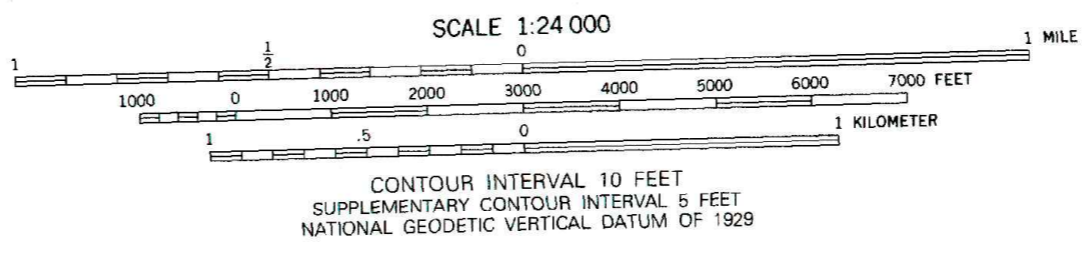 SCALE 1:24 000
1 1/2 0 1 MILE
1000 0 1000 2000 3000 4000 5000 6000 7000 FEET
1 .5 0 1 KILOMETER
CONTOUR INTERVAL 10 FEET
SUPPLEMENTARY CONTOUR INTERVAL 5 FEET
NATIONAL GEODETIC VERTICAL DATUM OF 1929